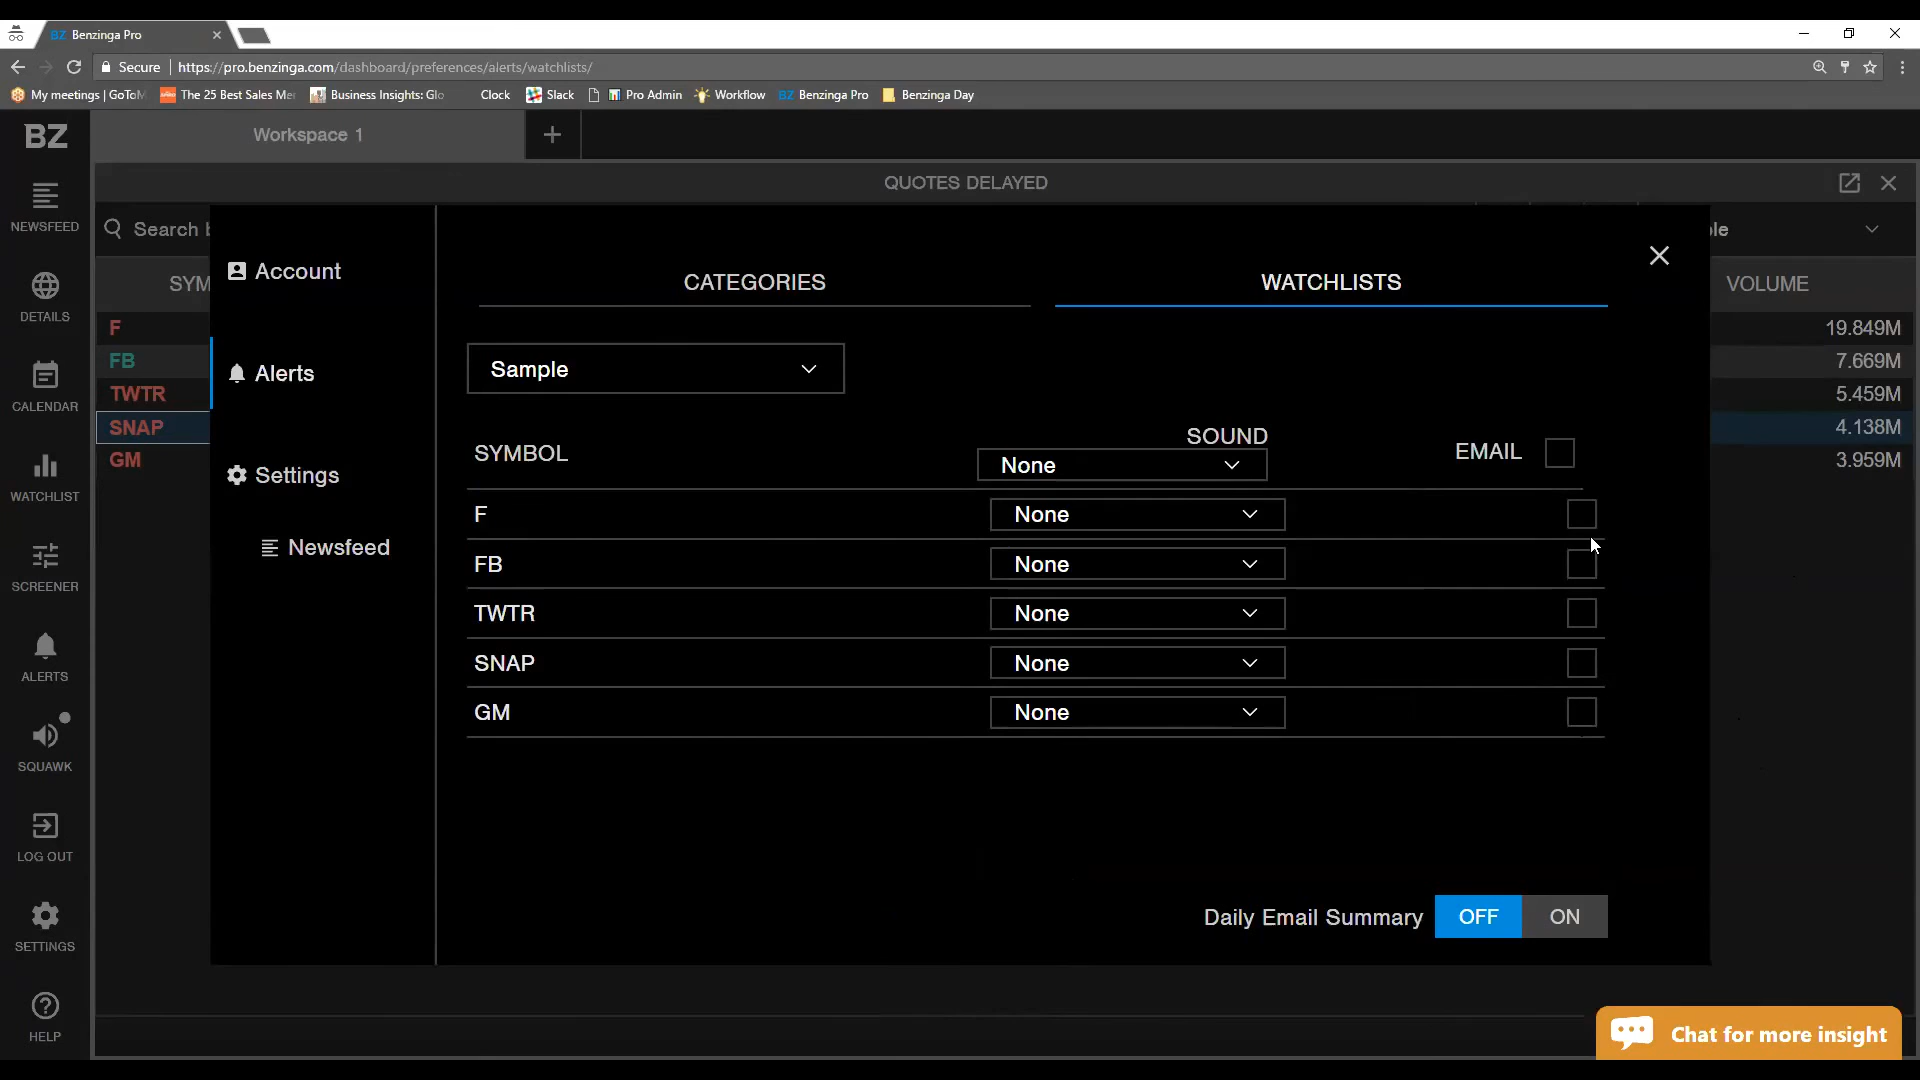 BZ Benzinga Pro
Secure https://pro.benzinga.com/dashboard/preferences/alerts/watchlists/
My meetings | GoToM The 25 Best Sales Me Business Insights: Glo Clock Slack Pro Admin Workflow BZ Benzinga Pro Benzinga Day
BZ
Workspace 1
QUOTES DELAYED
NEWSFEED
Search b
ple
Account
CATEGORIES
WATCHLISTS
SYM
VOLUME
DETAILS
F
19.849M
FB
7.669M
Alerts
Sample
TWTR
5.459M
CALENDAR
SNAP
4.138M
GM
3.959M
SYMBOL
SOUND
EMAIL
None
Settings
WATCHLIST
F None
Newsfeed
FB None
SCREENER
TWTR None
SNAP None
ALERTS
GM None
SQUAWK
LOG OUT
Daily Email Summary OFF ON
SETTINGS
HELP
Chat for more insight